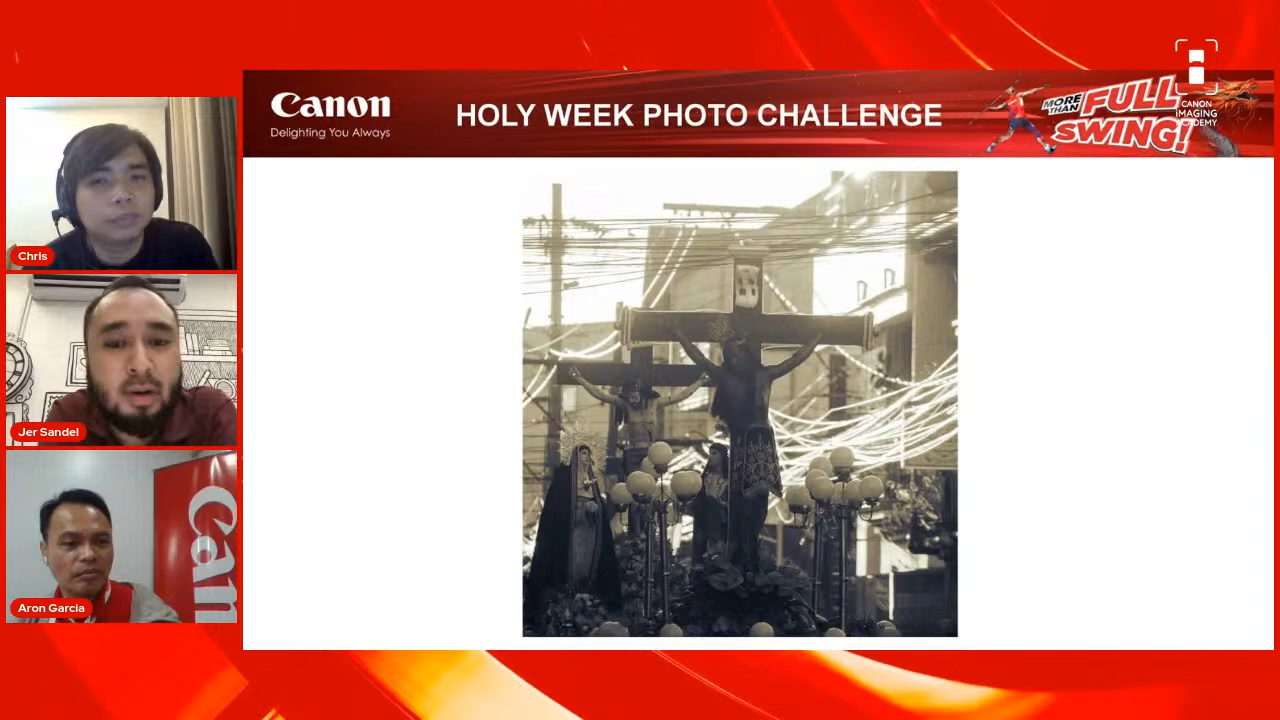 Canon
Delighting You Always
HOLY WEEK PHOTO CHALLENGE
MORE
THAN
FULL
SWING!
CANON
IMAGING
ACADEMY
Chris
Jer Sandel
Aron Garcia
Can